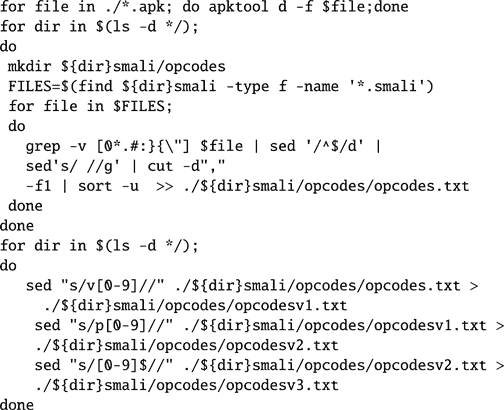 for file in ./*.apk; do apktool d -f $file;done
for dir in $(ls -d */);
do
mkdir ${dir}smali/opcodes
FILES=$(find ${dir}smali -type f -name '*.smali')
for file in $FILES;
do
grep -v [0*.#:}{\"] $file | sed '/^$/d' |
sed's/ //g' | cut -d","
-f1 | sort -u >> ./${dir}smali/opcodes/opcodes.txt
done
done
for dir in $(ls -d */);
do
sed "s/v[0-9]//" ./${dir}smali/opcodes/opcodes.txt >
./${dir}smali/opcodes/opcodesv1.txt
sed "s/p[0-9]//" ./${dir}smali/opcodes/opcodesv1.txt >
./${dir}smali/opcodes/opcodesv2.txt
sed "s/[0-9]$//" ./${dir}smali/opcodes/opcodesv2.txt >
./${dir}smali/opcodes/opcodesv3.txt
done